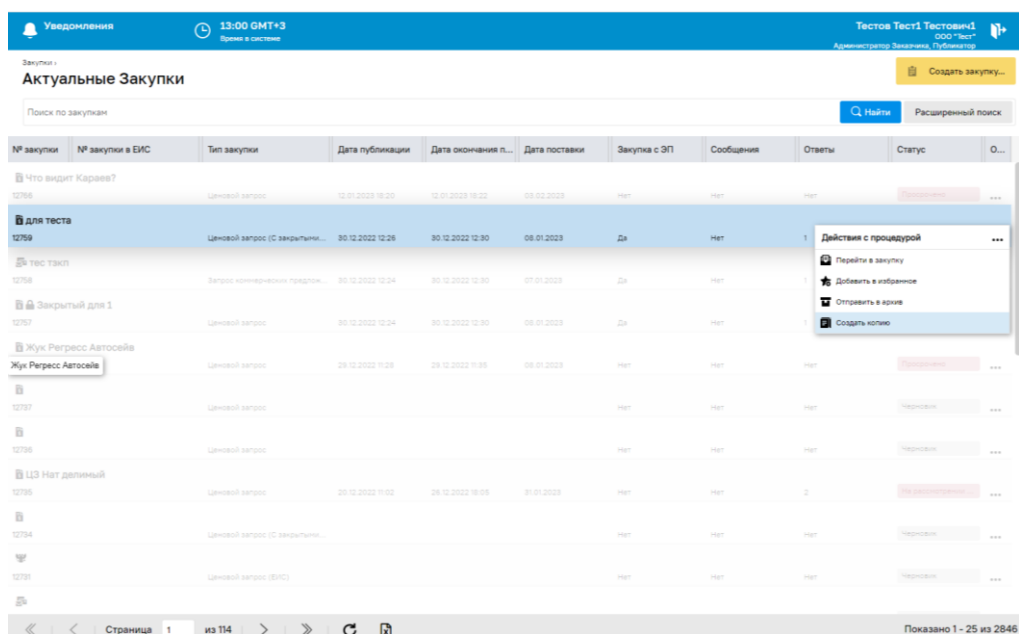 Уведомления
13:00 GMT+3
Время в системе
Тестов Тест1 Тестович1
ООО "Тест"
Администратор Заказчика, Публикатор
Закупки ›
Актуальные Закупки
Создать закупку...
Поиск по закупкам
Найти
Расширенный поиск
№ закупки № закупки в ЕИС Тип закупки Дата публикации Дата окончания п... Дата поставки Закупка с ЭП Сообщения Ответы Статус О...
Что видит Караев?
12766 Ценовой запрос 12.01.2023 18:20 12.01.2023 18:22 08.02.2023 Нет Нет Нет Просрочено ...
для теста
12759 Ценовой запрос (С закрытыми... 30.12.2022 12:26 30.12.2022 12:30 08.01.2023 Да Нет 1
Действия с процедурой ...
Перейти в закупку
Добавить в избранное
Отправить в архив
Создать копию
тес тзкп
12758 Запрос коммерческих предлож... 30.12.2022 12:24 30.12.2022 12:30 07.01.2023 Да Нет 1
Закрытый для 1
12757 Ценовой запрос 30.12.2022 12:24 30.12.2022 12:30 08.01.2023 Да Нет 1
Жук Регресс Автосейв
Жук Регресс Автосейв
Ценовой запрос 29.12.2022 11:28 29.12.2022 11:35 06.01.2023 Нет Нет Нет Просрочено ...
12737 Ценовой запрос Нет Нет Нет Черновик ...
12736 Ценовой запрос Нет Нет Нет Черновик ...
ЦЗ Нат делимый
12735 Ценовой запрос 20.12.2022 11:02 31.01.2023 Нет Нет 2 На рассмотрении ...
12734 Ценовой запрос (С закрытыми... Нет Нет Нет Черновик ...
12731 Ценовой запрос (ЕИС) Нет Нет Нет Черновик ...
Страница 1 из 114
Показано 1 - 25 из 2846